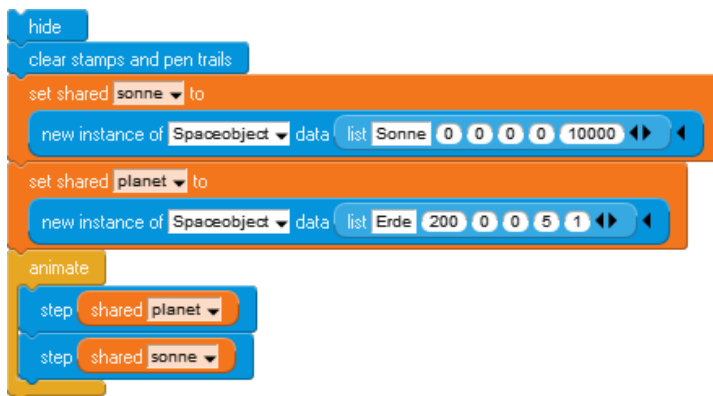 hide
clear stamps and pen trails
set shared sonne to
new instance of Spaceobject data list Sonne 0 0 0 0 10000
set shared planet to
new instance of Spaceobject data list Erde 200 0 0 5 1
animate
step shared planet
step shared sonne